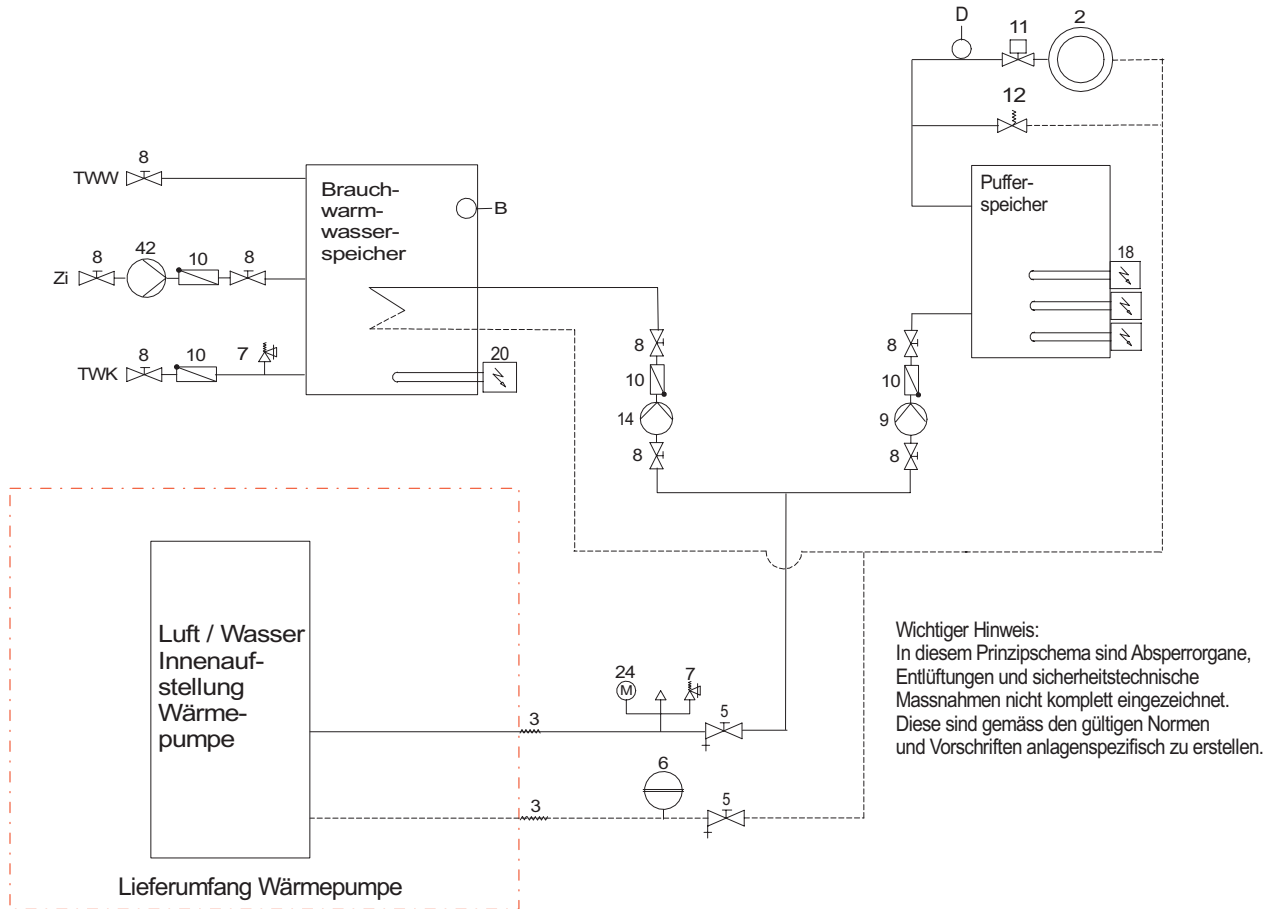 D
11
2
12
8
TWW
Brauch-
warm-
wasser-
speicher
B
Puffer-
speicher
8
42
10
8
Zi
18
8
10
7
TWK
20
8
10
14
8
8
10
9
8
Luft / Wasser
Innenauf-
stellung
Wärme-
pumpe
24
M
7
5
3
6
5
3
Wichtiger Hinweis:
In diesem Prinzipschema sind Absperrorgane,
Entlüftungen und sicherheitstechnische
Massnahmen nicht komplett eingezeichnet.
Diese sind gemäss den gültigen Normen
und Vorschriften anlagenspezifisch zu erstellen.
Lieferumfang Wärmepumpe